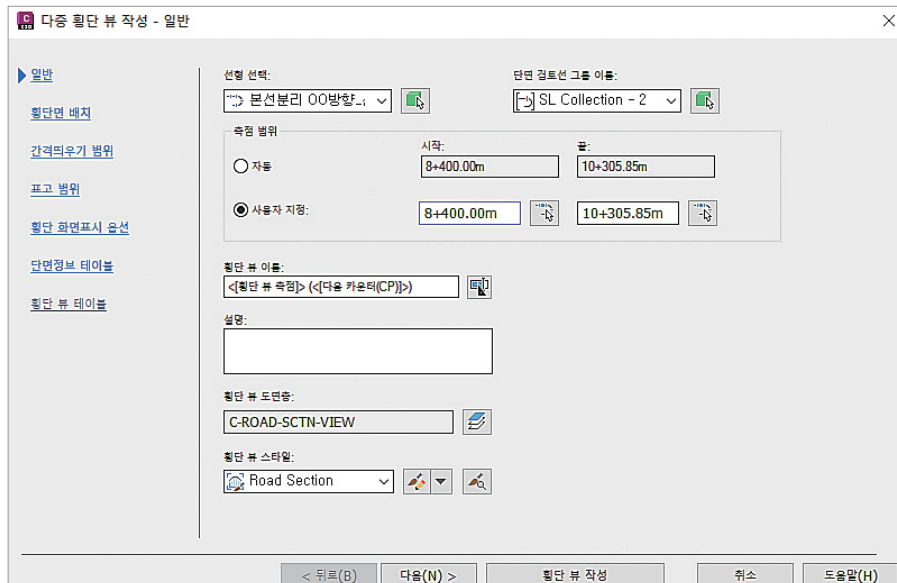 다중 횡단 뷰 작성 - 일반
일반
횡단면 배치
간격띄우기 범위
표고 범위
횡단 화면표시 옵션
단면정보 테이블
횡단 뷰 테이블
선형 선택:
단면 검토선 그룹 이름:
본선분리 OO방향_
SL Collection - 2
측점 범위
시작:
끝:
자동
8+400.00m
10+305.85m
사용자 지정:
8+400.00m
10+305.85m
횡단 뷰 이름:
<[횡단 뷰 측점]> (<[다음 카운터(CP)]>)
설명:
횡단 뷰 도면층:
C-ROAD-SCTN-VIEW
횡단 뷰 스타일:
Road Section
< 뒤로(B)
다음(N) >
횡단 뷰 작성
취소
도움말(H)